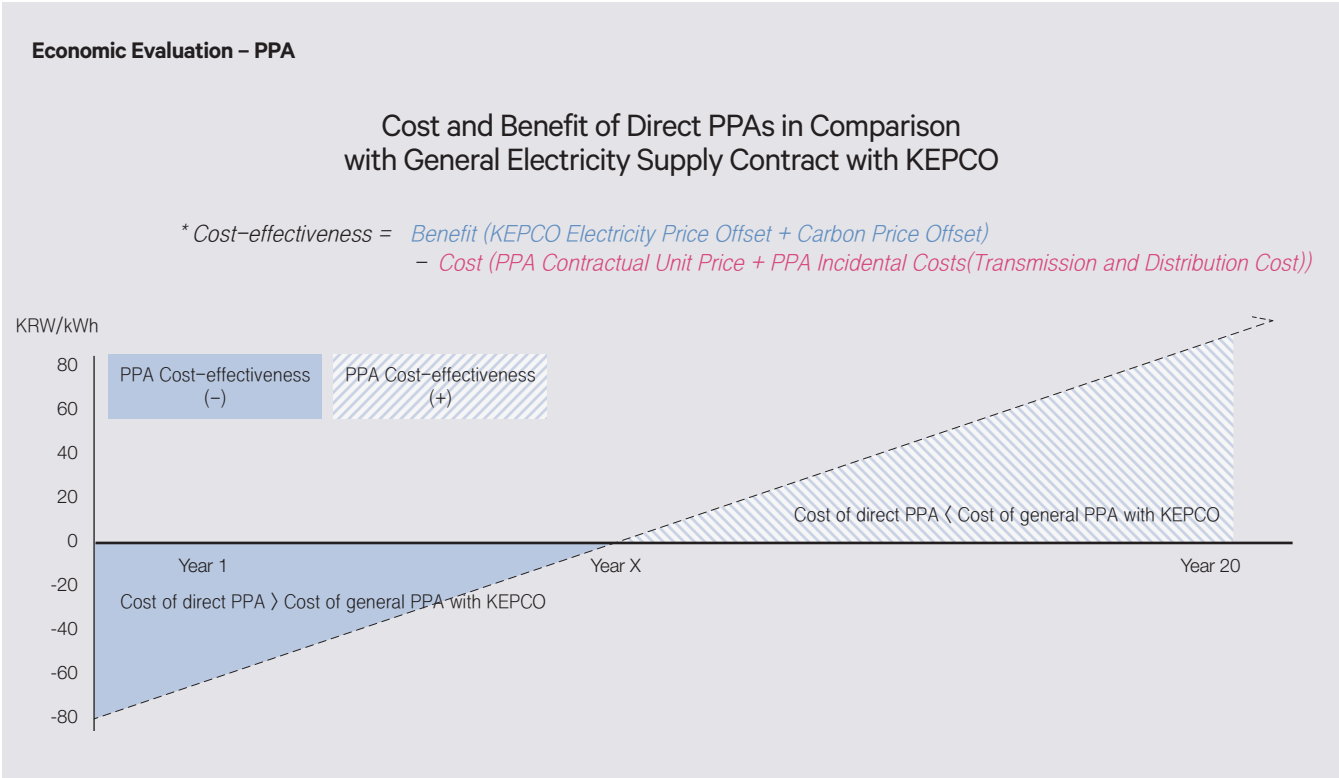 Economic Evaluation – PPA
Cost and Benefit of Direct PPAs in Comparison
with General Electricity Supply Contract with KEPCO
* Cost-effectiveness = Benefit (KEPCO Electricity Price Offset + Carbon Price Offset)
− Cost (PPA Contractual Unit Price + PPA Incidental Costs(Transmission and Distribution Cost))
KRW/kWh
80
60
40
20
0
-20
-40
-60
-80
PPA Cost-effectiveness
(−)
PPA Cost-effectiveness
(+)
Cost of direct PPA 〈 Cost of general PPA with KEPCO
Year 1
Year X
Year 20
Cost of direct PPA 〉 Cost of general PPA with KEPCO